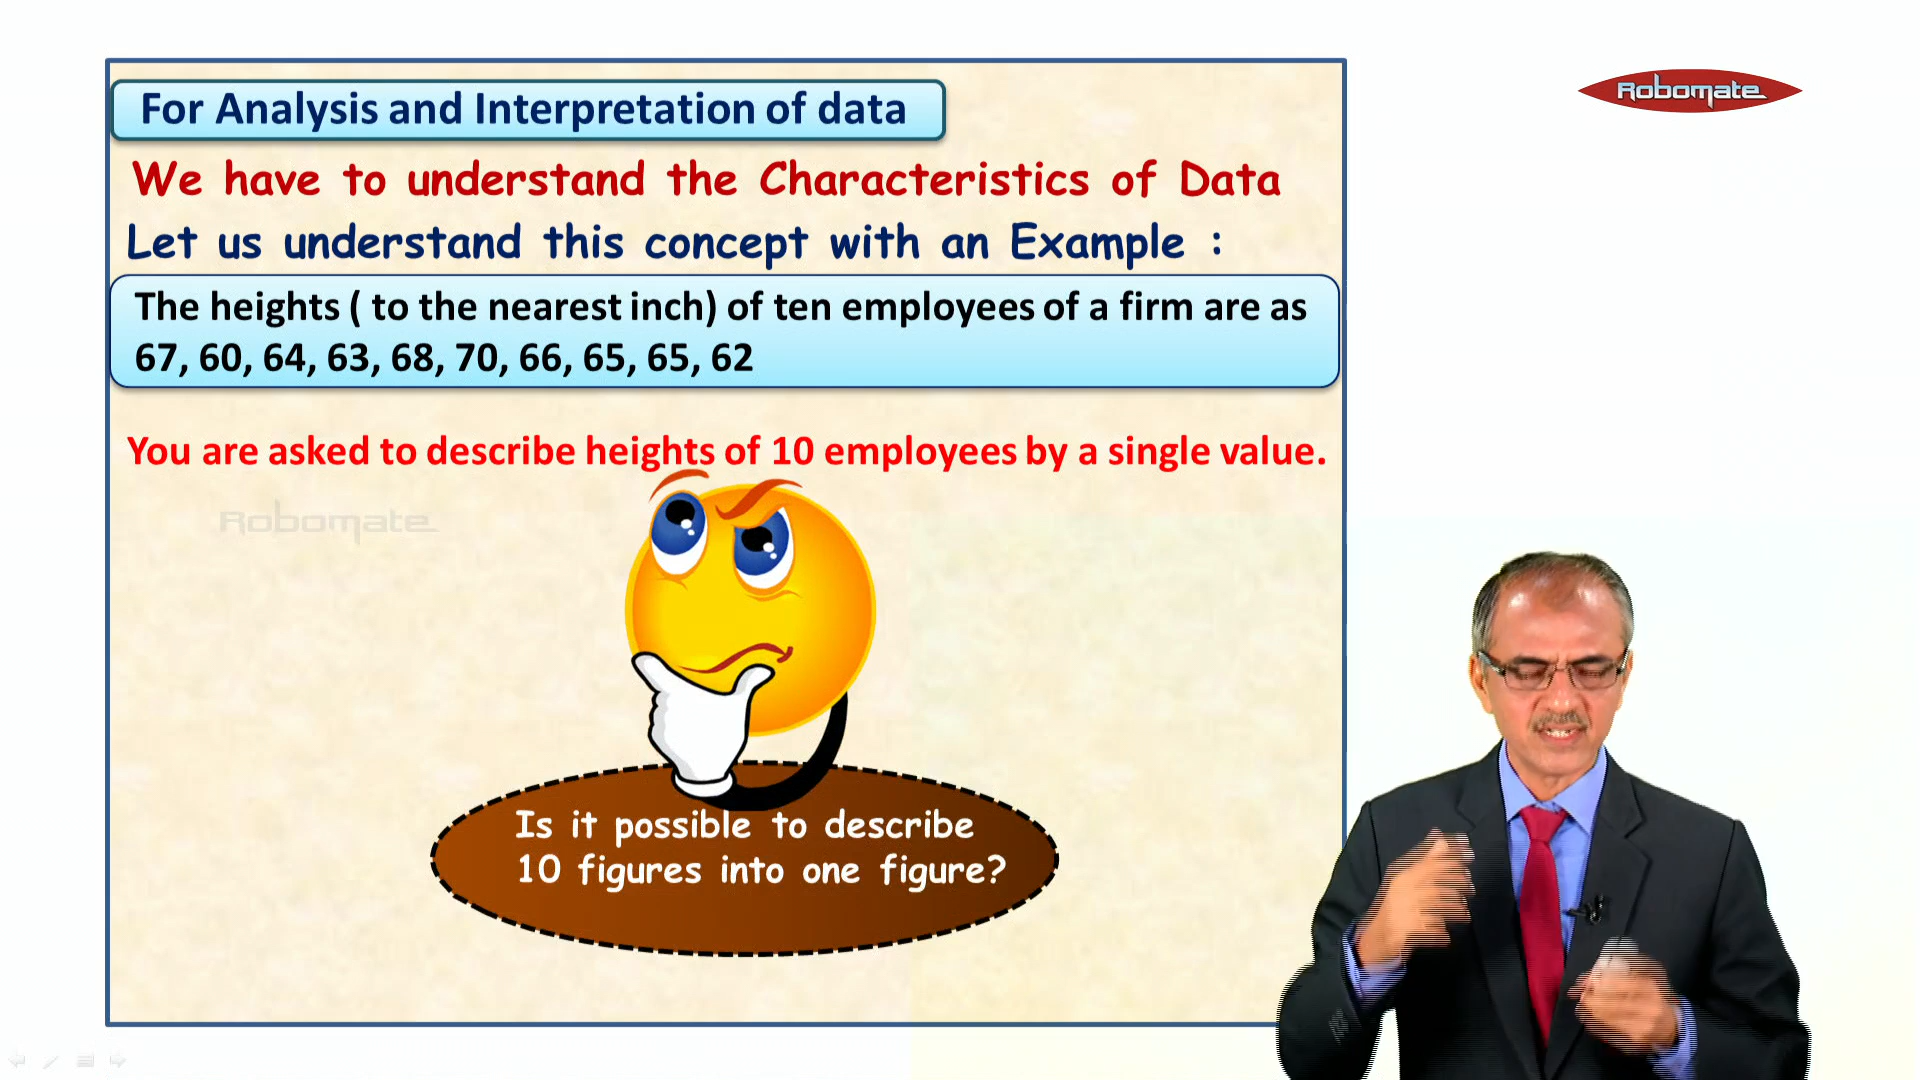 For Analysis and Interpretation of data
Robomate
We have to understand the Characteristics of Data
Let us understand this concept with an Example :
The heights ( to the nearest inch) of ten employees of a firm are as
67, 60, 64, 63, 68, 70, 66, 65, 65, 62
You are asked to describe heights of 10 employees by a single value.
Robomate
Is it possible to describe
10 figures into one figure?